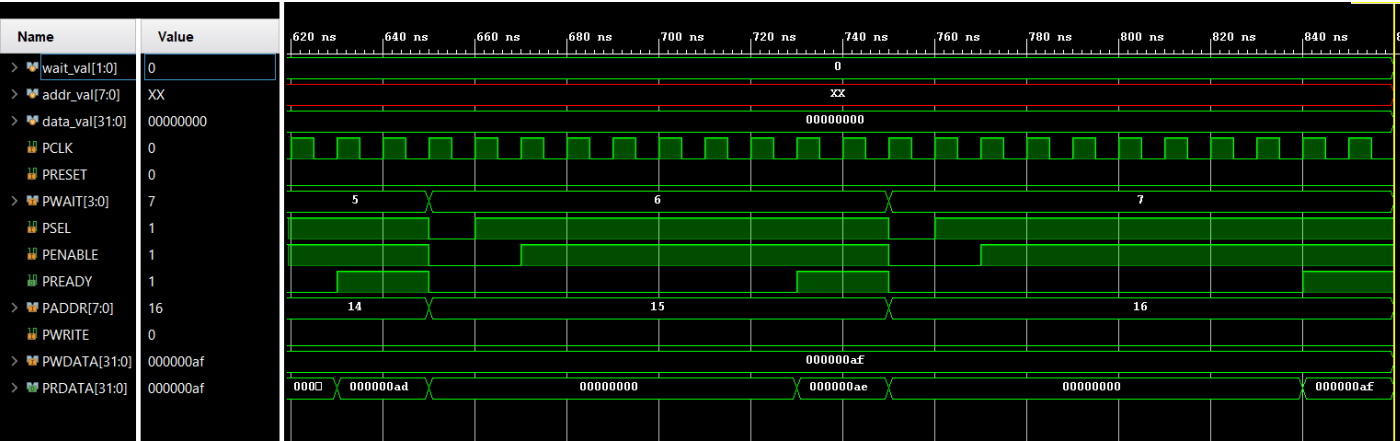 Name Value 620 ns 640 ns 660 ns 680 ns 700 ns 720 ns 740 ns 760 ns 780 ns 800 ns 820 ns 840 ns
wait_val[1:0] 0 0
addr_val[7:0] XX XX
data_val[31:0] 00000000 00000000
PCLK 0
PRESET 0
PWAIT[3:0] 7 5 6 7
PSEL 1
PENABLE 1
PREADY 1
PADDR[7:0] 16 14 15 16
PWRITE 0
PWDATA[31:0] 000000af 000000af
PRDATA[31:0] 000000af 000□ 000000ad 00000000 000000ae 00000000 000000af